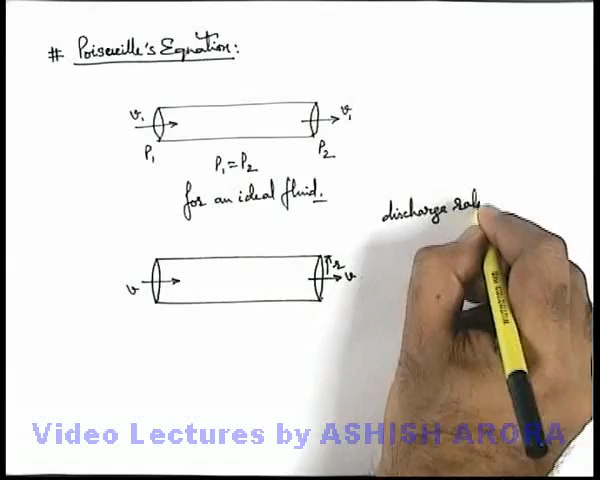 # Poiseuille's Equation:
v₁ v₁
P₁ P₂
P₁ = P₂
for an ideal fluid.
discharge rate
r
v v
Video Lectures by ASHISH ARORA